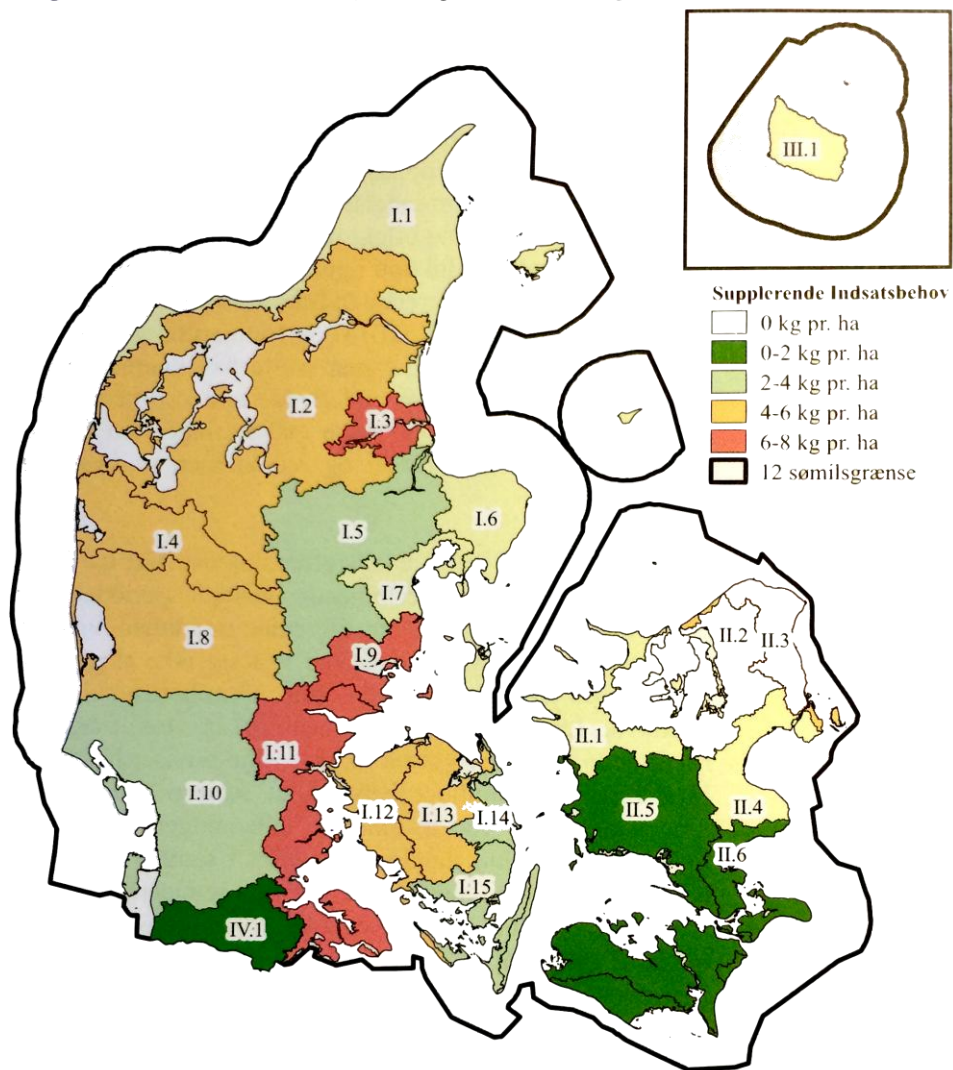 III.1
I.1
Supplerende Indsatsbehov
0 kg pr. ha
0-2 kg pr. ha
2-4 kg pr. ha
4-6 kg pr. ha
6-8 kg pr. ha
12 sømilsgrænse
I.2
I.3
I.4
I.5
I.6
I.7
I.8
I.9
II.2
II.3
I:11
II.1
I.10
I.12
I.13
I.14
II.5
II.4
II.6
I.15
IV.1